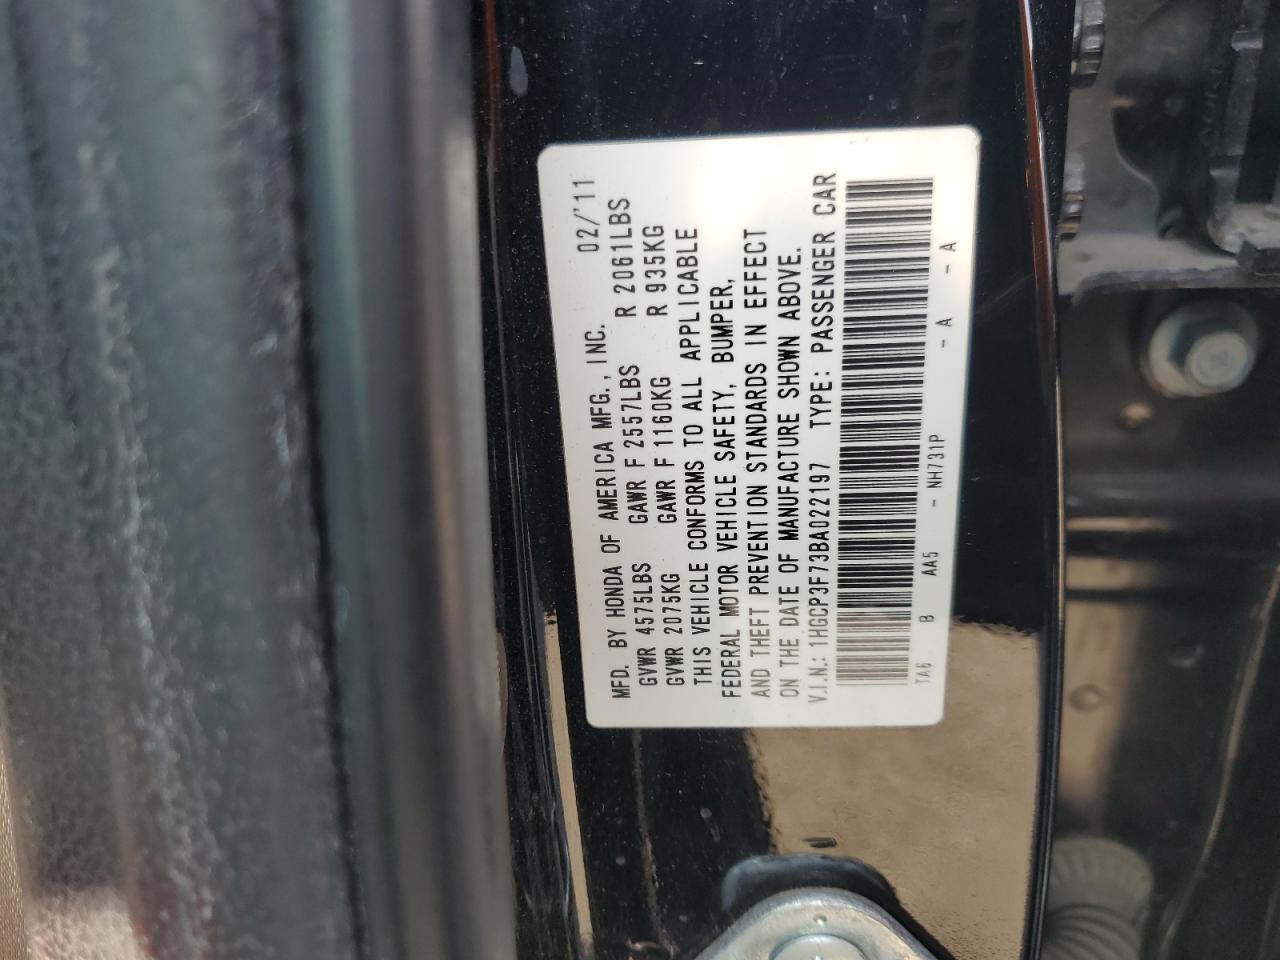 MFD. BY HONDA OF AMERICA MFG., INC. 02/'11
GVWR 4575LBS GAWR F 2557LBS R 2061LBS
GVWR 2075KG GAWR F 1160KG R 935KG
THIS VEHICLE CONFORMS TO ALL APPLICABLE
FEDERAL MOTOR VEHICLE SAFETY, BUMPER,
AND THEFT PREVENTION STANDARDS IN EFFECT
ON THE DATE OF MANUFACTURE SHOWN ABOVE.
V.I.N.: 1HGCP3F73BA022197 TYPE: PASSENGER CAR
TA6 B AA5 - NH731P - A - A